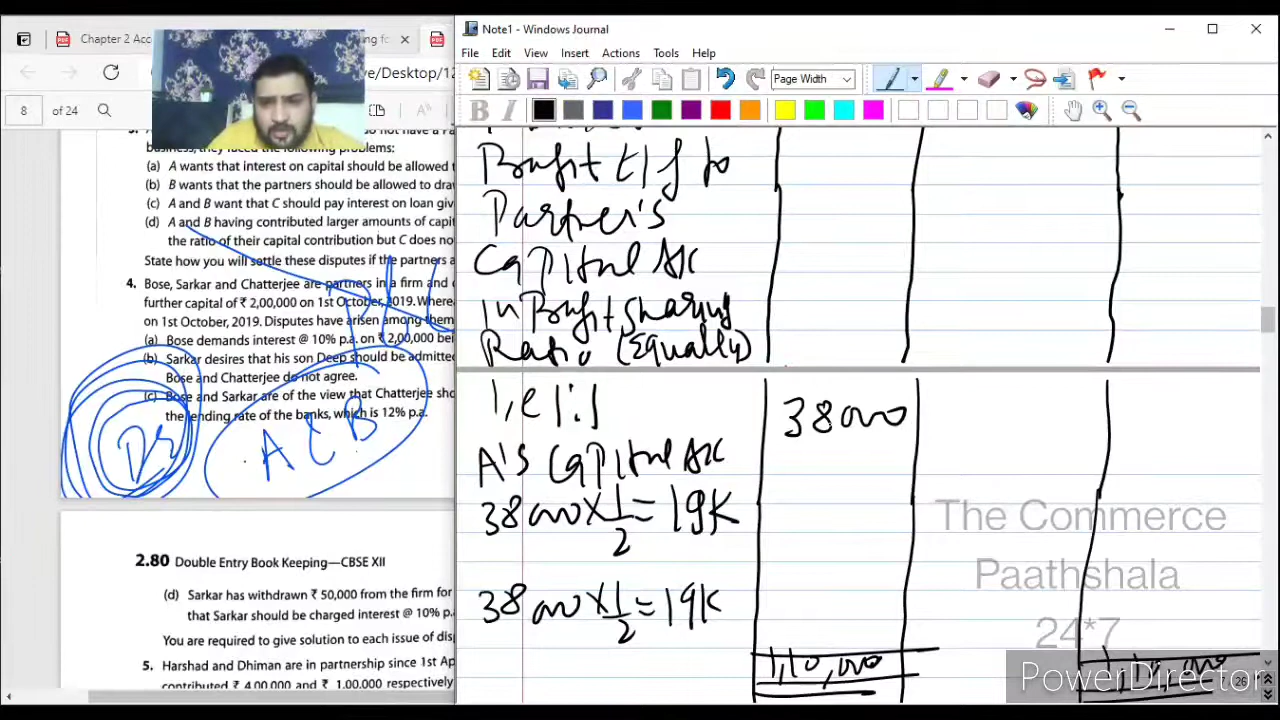 Chapter 2 Acc
8 of 24
(a) A wants that interest on capital should be allowed
(b) B wants that the partners should be allowed to dra
(c) A and B want that C should pay interest on loan giv
(d) A and B having contributed larger amounts of capi
the ratio of their capital contribution but C does no
State how you will settle these disputes if the partners a
4. Bose, Sarkar and Chatterjee are partners in a firm and
further capital of ₹ 2,00,000 on 1st October, 2019. Where
on 1st October, 2019. Disputes have arisen among them
(a) Bose demands interest @ 10% p.a. on ₹ 2,00,000 bei
(b) Sarkar desires that his son Deep should be admitted
Bose and Chatterjee do not agree.
(c) Bose and Sarkar are of the view that Chatterjee sho
the lending rate of the banks, which is 12% p.a.
A & B
2.80 Double Entry Book Keeping—CBSE XII
(d) Sarkar has withdrawn ₹ 50,000 from the firm for
that Sarkar should be charged interest @ 10% p.
You are required to give solution to each issue of dis
5. Harshad and Dhiman are in partnership since 1st Ap
contributed ₹ 4,00,000 and ₹ 1,00,000 respectively
Note1 - Windows Journal
File Edit View Insert Actions Tools Help
Page Width
B I
Profit t/f to
Partner's
Capital A/c
in Profit sharing
Ratio (Equally)
i.e.
38000
A's Capital A/c
38000 × 1/2 = 19K
38000 × 1/2 = 19K
1,10,000
1,10,000
The Commerce
Paathshala
24*7
PowerDirector